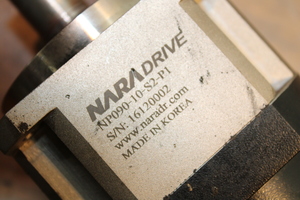 NARADRIVE
NP090-10-S2-P1
S/N: 16120002
www.naradr.com
MADE IN KOREA